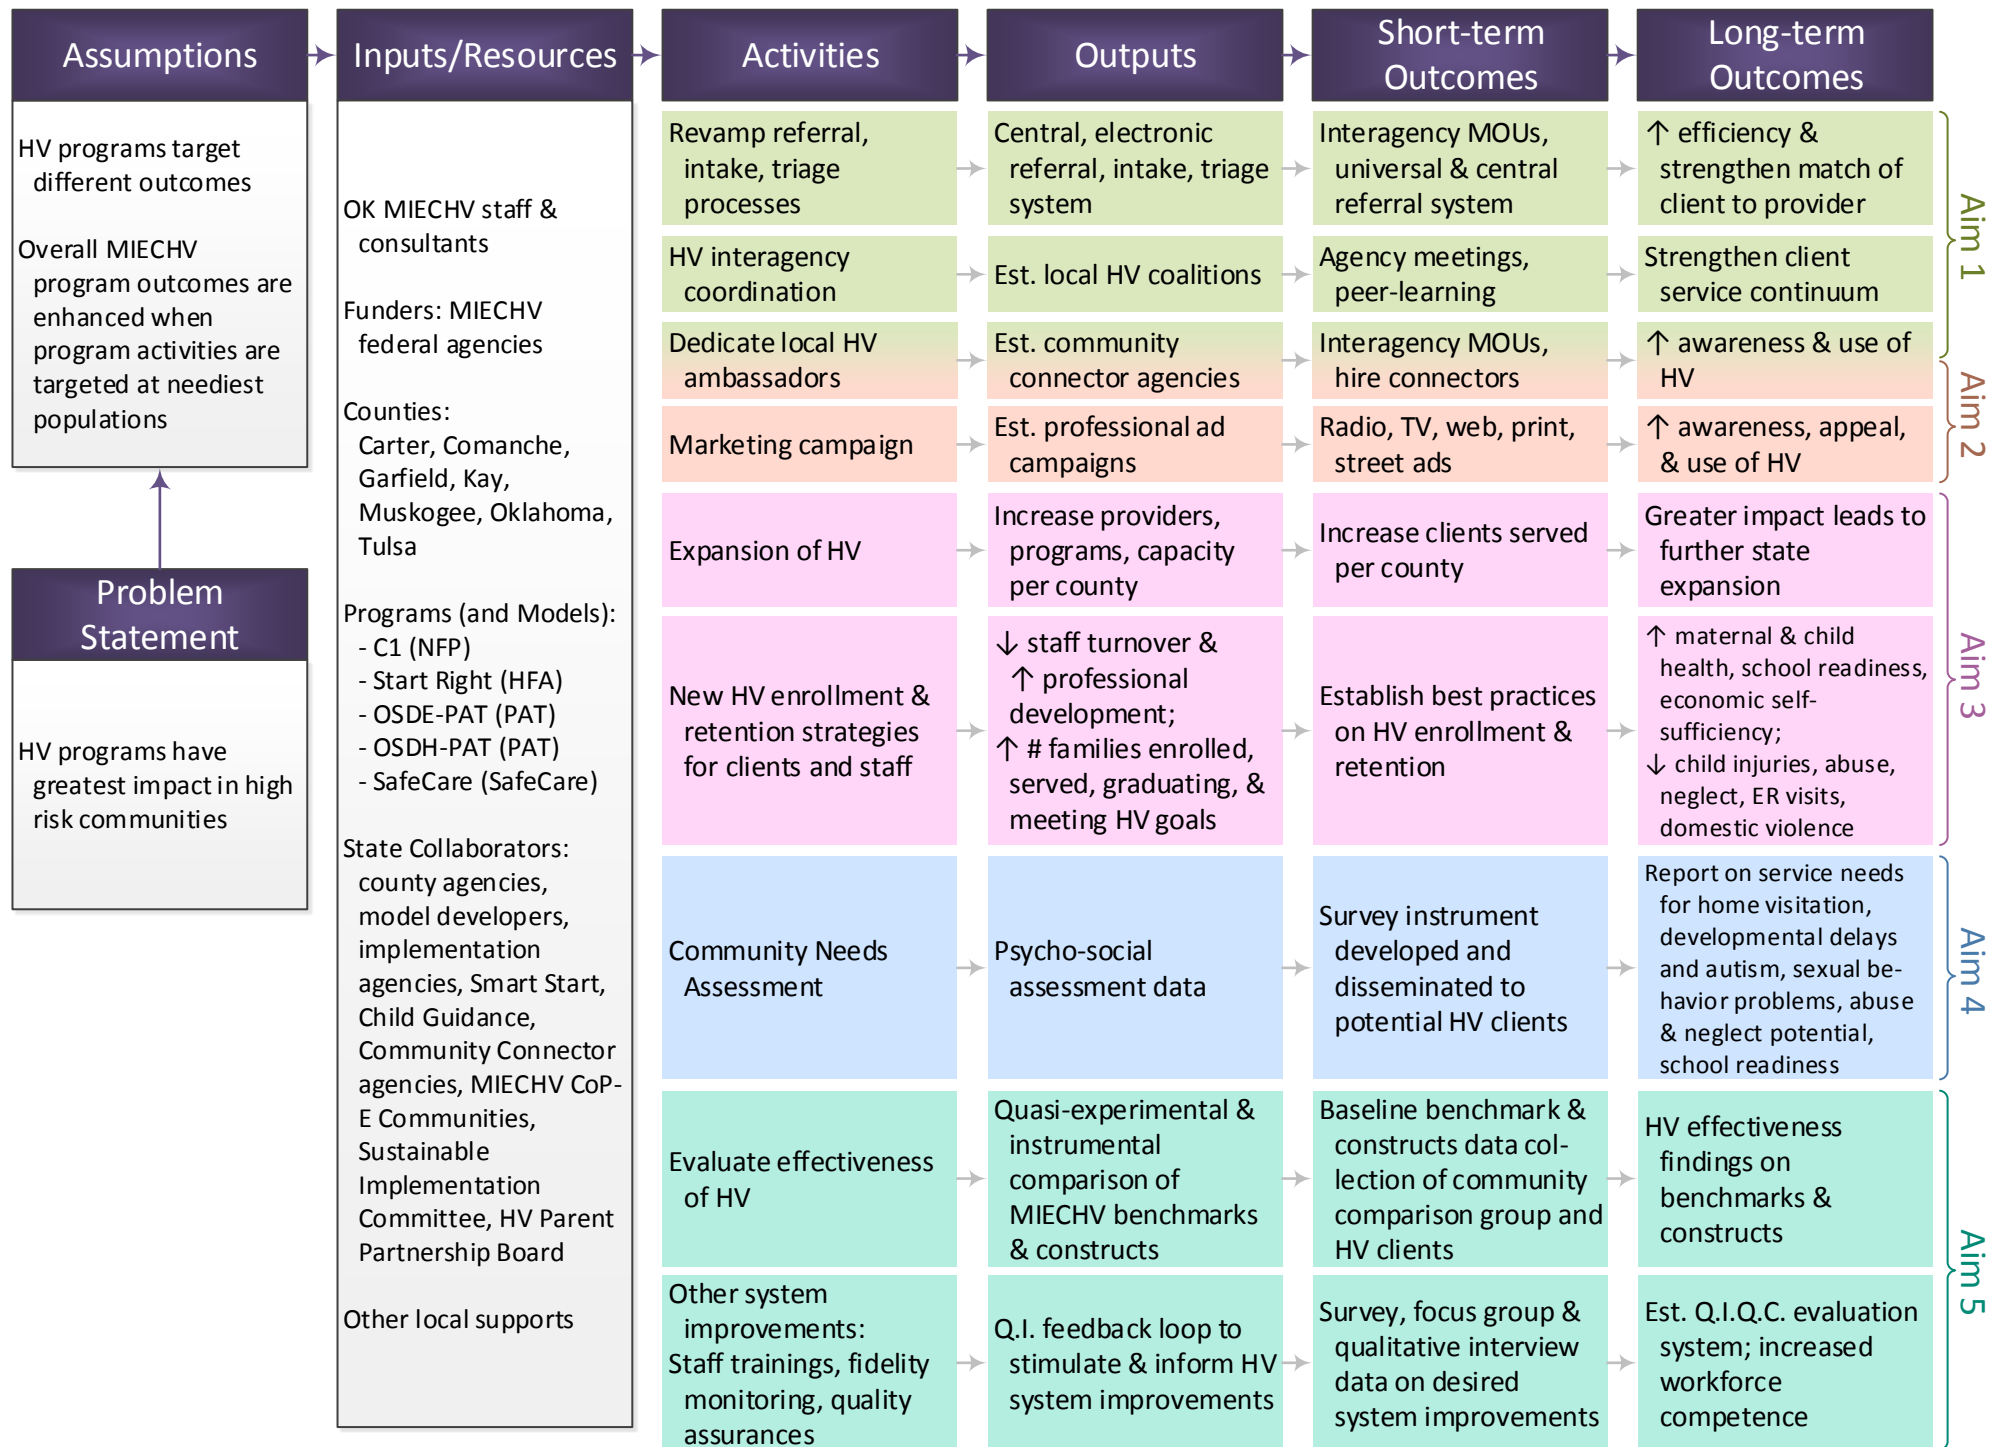 Assumptions
HV programs target
different outcomes
Overall MIECHV
program outcomes are
enhanced when
program activities are
targeted at neediest
populations
Problem
Statement
HV programs have
greatest impact in high
risk communities
Inputs/Resources
OK MIECHV staff &
consultants
Funders: MIECHV
federal agencies
Counties:
Carter, Comanche,
Garfield, Kay,
Muskogee, Oklahoma,
Tulsa
Programs (and Models):
- C1 (NFP)
- Start Right (HFA)
- OSDE-PAT (PAT)
- OSDH-PAT (PAT)
- SafeCare (SafeCare)
State Collaborators:
county agencies,
model developers,
implementation
agencies, Smart Start,
Child Guidance,
Community Connector
agencies, MIECHV CoP-
E Communities,
Sustainable
Implementation
Committee, HV Parent
Partnership Board
Other local supports
Activities
Outputs
Short-term
Outcomes
Long-term
Outcomes
Revamp referral,
intake, triage
processes
Central, electronic
referral, intake, triage
system
Interagency MOUs,
universal & central
referral system
↑ efficiency &
strengthen match of
client to provider
HV interagency
coordination
Est. local HV coalitions
Agency meetings,
peer-learning
Strengthen client
service continuum
Aim 1
Dedicate local HV
ambassadors
Est. community
connector agencies
Interagency MOUs,
hire connectors
↑ awareness & use of
HV
Marketing campaign
Est. professional ad
campaigns
Radio, TV, web, print,
street ads
↑ awareness, appeal,
& use of HV
Aim 2
Expansion of HV
Increase providers,
programs, capacity
per county
Increase clients served
per county
Greater impact leads to
further state
expansion
New HV enrollment &
retention strategies
for clients and staff
↓ staff turnover &
↑ professional
development;
↑ # families enrolled,
served, graduating, &
meeting HV goals
Establish best practices
on HV enrollment &
retention
↑ maternal & child
health, school readiness,
economic self-
sufficiency;
↓ child injuries, abuse,
neglect, ER visits,
domestic violence
Aim 3
Community Needs
Assessment
Psycho-social
assessment data
Survey instrument
developed and
disseminated to
potential HV clients
Report on service needs
for home visitation,
developmental delays
and autism, sexual be-
havior problems, abuse
& neglect potential,
school readiness
Aim 4
Evaluate effectiveness
of HV
Quasi-experimental &
instrumental
comparison of
MIECHV benchmarks
& constructs
Baseline benchmark &
constructs data col-
lection of community
comparison group and
HV clients
HV effectiveness
findings on
benchmarks &
constructs
Other system
improvements:
Staff trainings, fidelity
monitoring, quality
assurances
Q.I. feedback loop to
stimulate & inform HV
system improvements
Survey, focus group &
qualitative interview
data on desired
system improvements
Est. Q.I.Q.C. evaluation
system; increased
workforce
competence
Aim 5